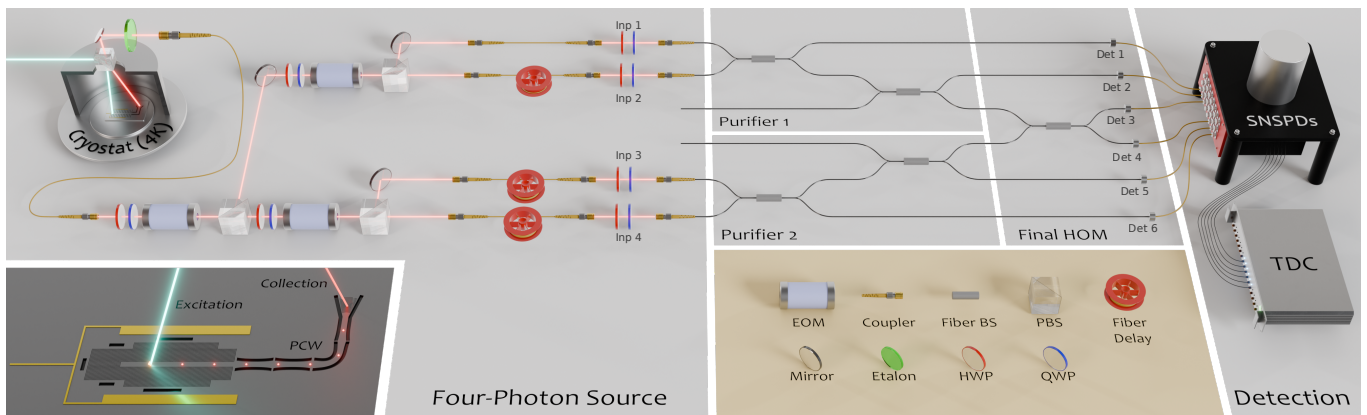 Inp 1
Inp 2
Cryostat (4K)
Inp 3
Inp 4
Excitation
Collection
PCW
Four-Photon Source
Purifier 1
Purifier 2
Final HOM
Det 1
Det 2
Det 3
Det 4
Det 5
Det 6
SNSPDs
TDC
Detection
EOM
Coupler
Fiber BS
PBS
Fiber
Delay
Mirror
Etalon
HWP
QWP